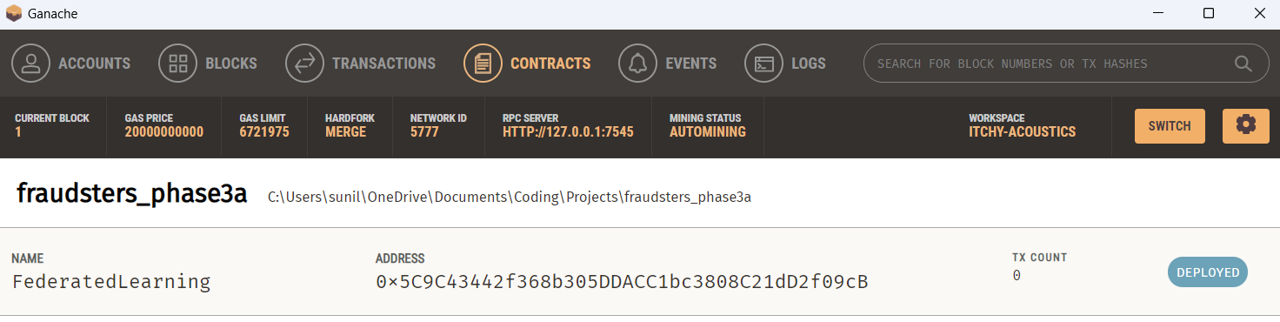 Ganache
ACCOUNTS BLOCKS TRANSACTIONS CONTRACTS EVENTS LOGS SEARCH FOR BLOCK NUMBERS OR TX HASHES
CURRENT BLOCK GAS PRICE GAS LIMIT HARDFORK NETWORK ID RPC SERVER MINING STATUS WORKSPACE
1 20000000000 6721975 MERGE 5777 HTTP://127.0.0.1:7545 AUTOMINING ITCHY-ACOUSTICS SWITCH
fraudsters_phase3a C:\Users\sunil\OneDrive\Documents\Coding\Projects\fraudsters_phase3a
NAME ADDRESS TX COUNT
FederatedLearning 0×5C9C43442f368b305DDACC1bc3808C21dD2f09cB 0 DEPLOYED